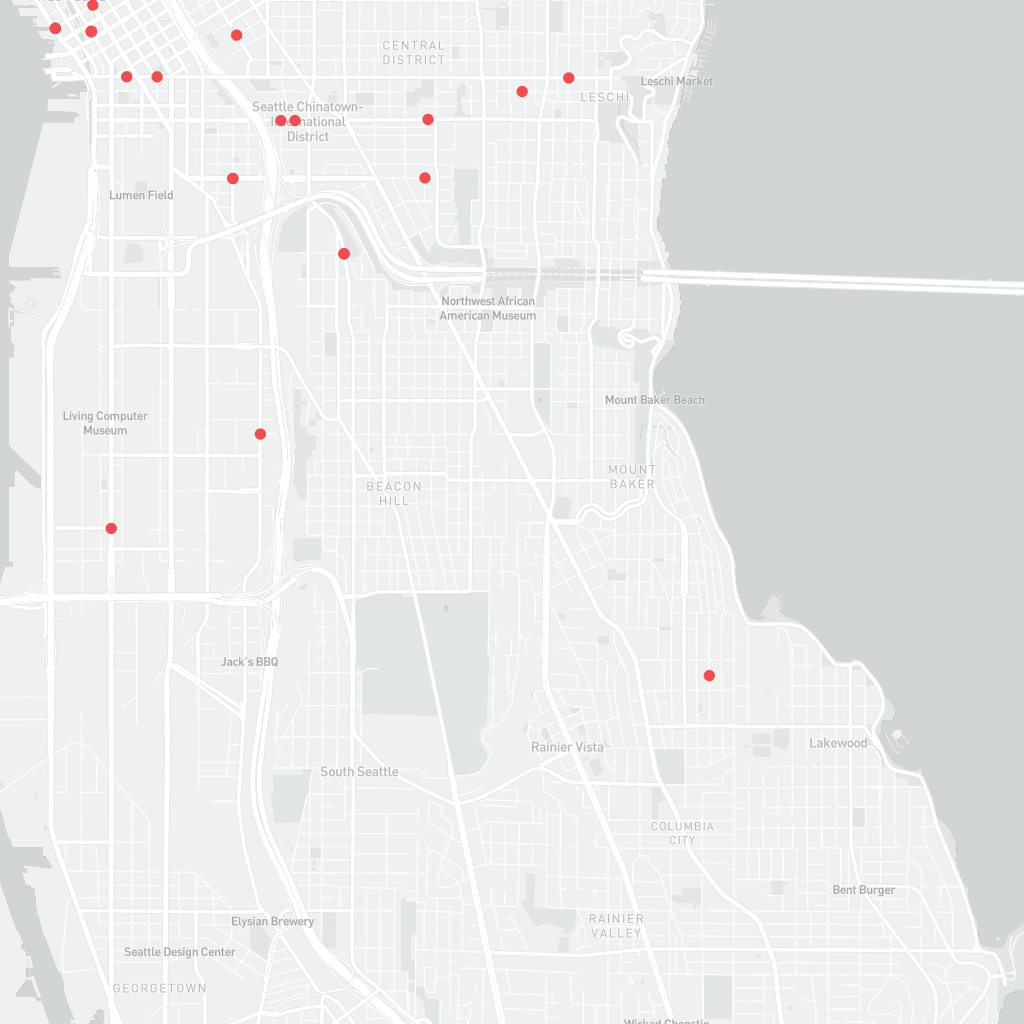 CENTRAL
DISTRICT
Leschi Market
LESCHI
Seattle Chinatown-
International
District
Lumen Field
Northwest African
American Museum
Mount Baker Beach
Living Computer
Museum
MOUNT
BAKER
BEACON
HILL
Jack's BBQ
Rainier Vista
Lakewood
South Seattle
COLUMBIA
CITY
Bent Burger
Elysian Brewery
RAINIER
VALLEY
Seattle Design Center
GEORGETOWN
Wicked Chopstix